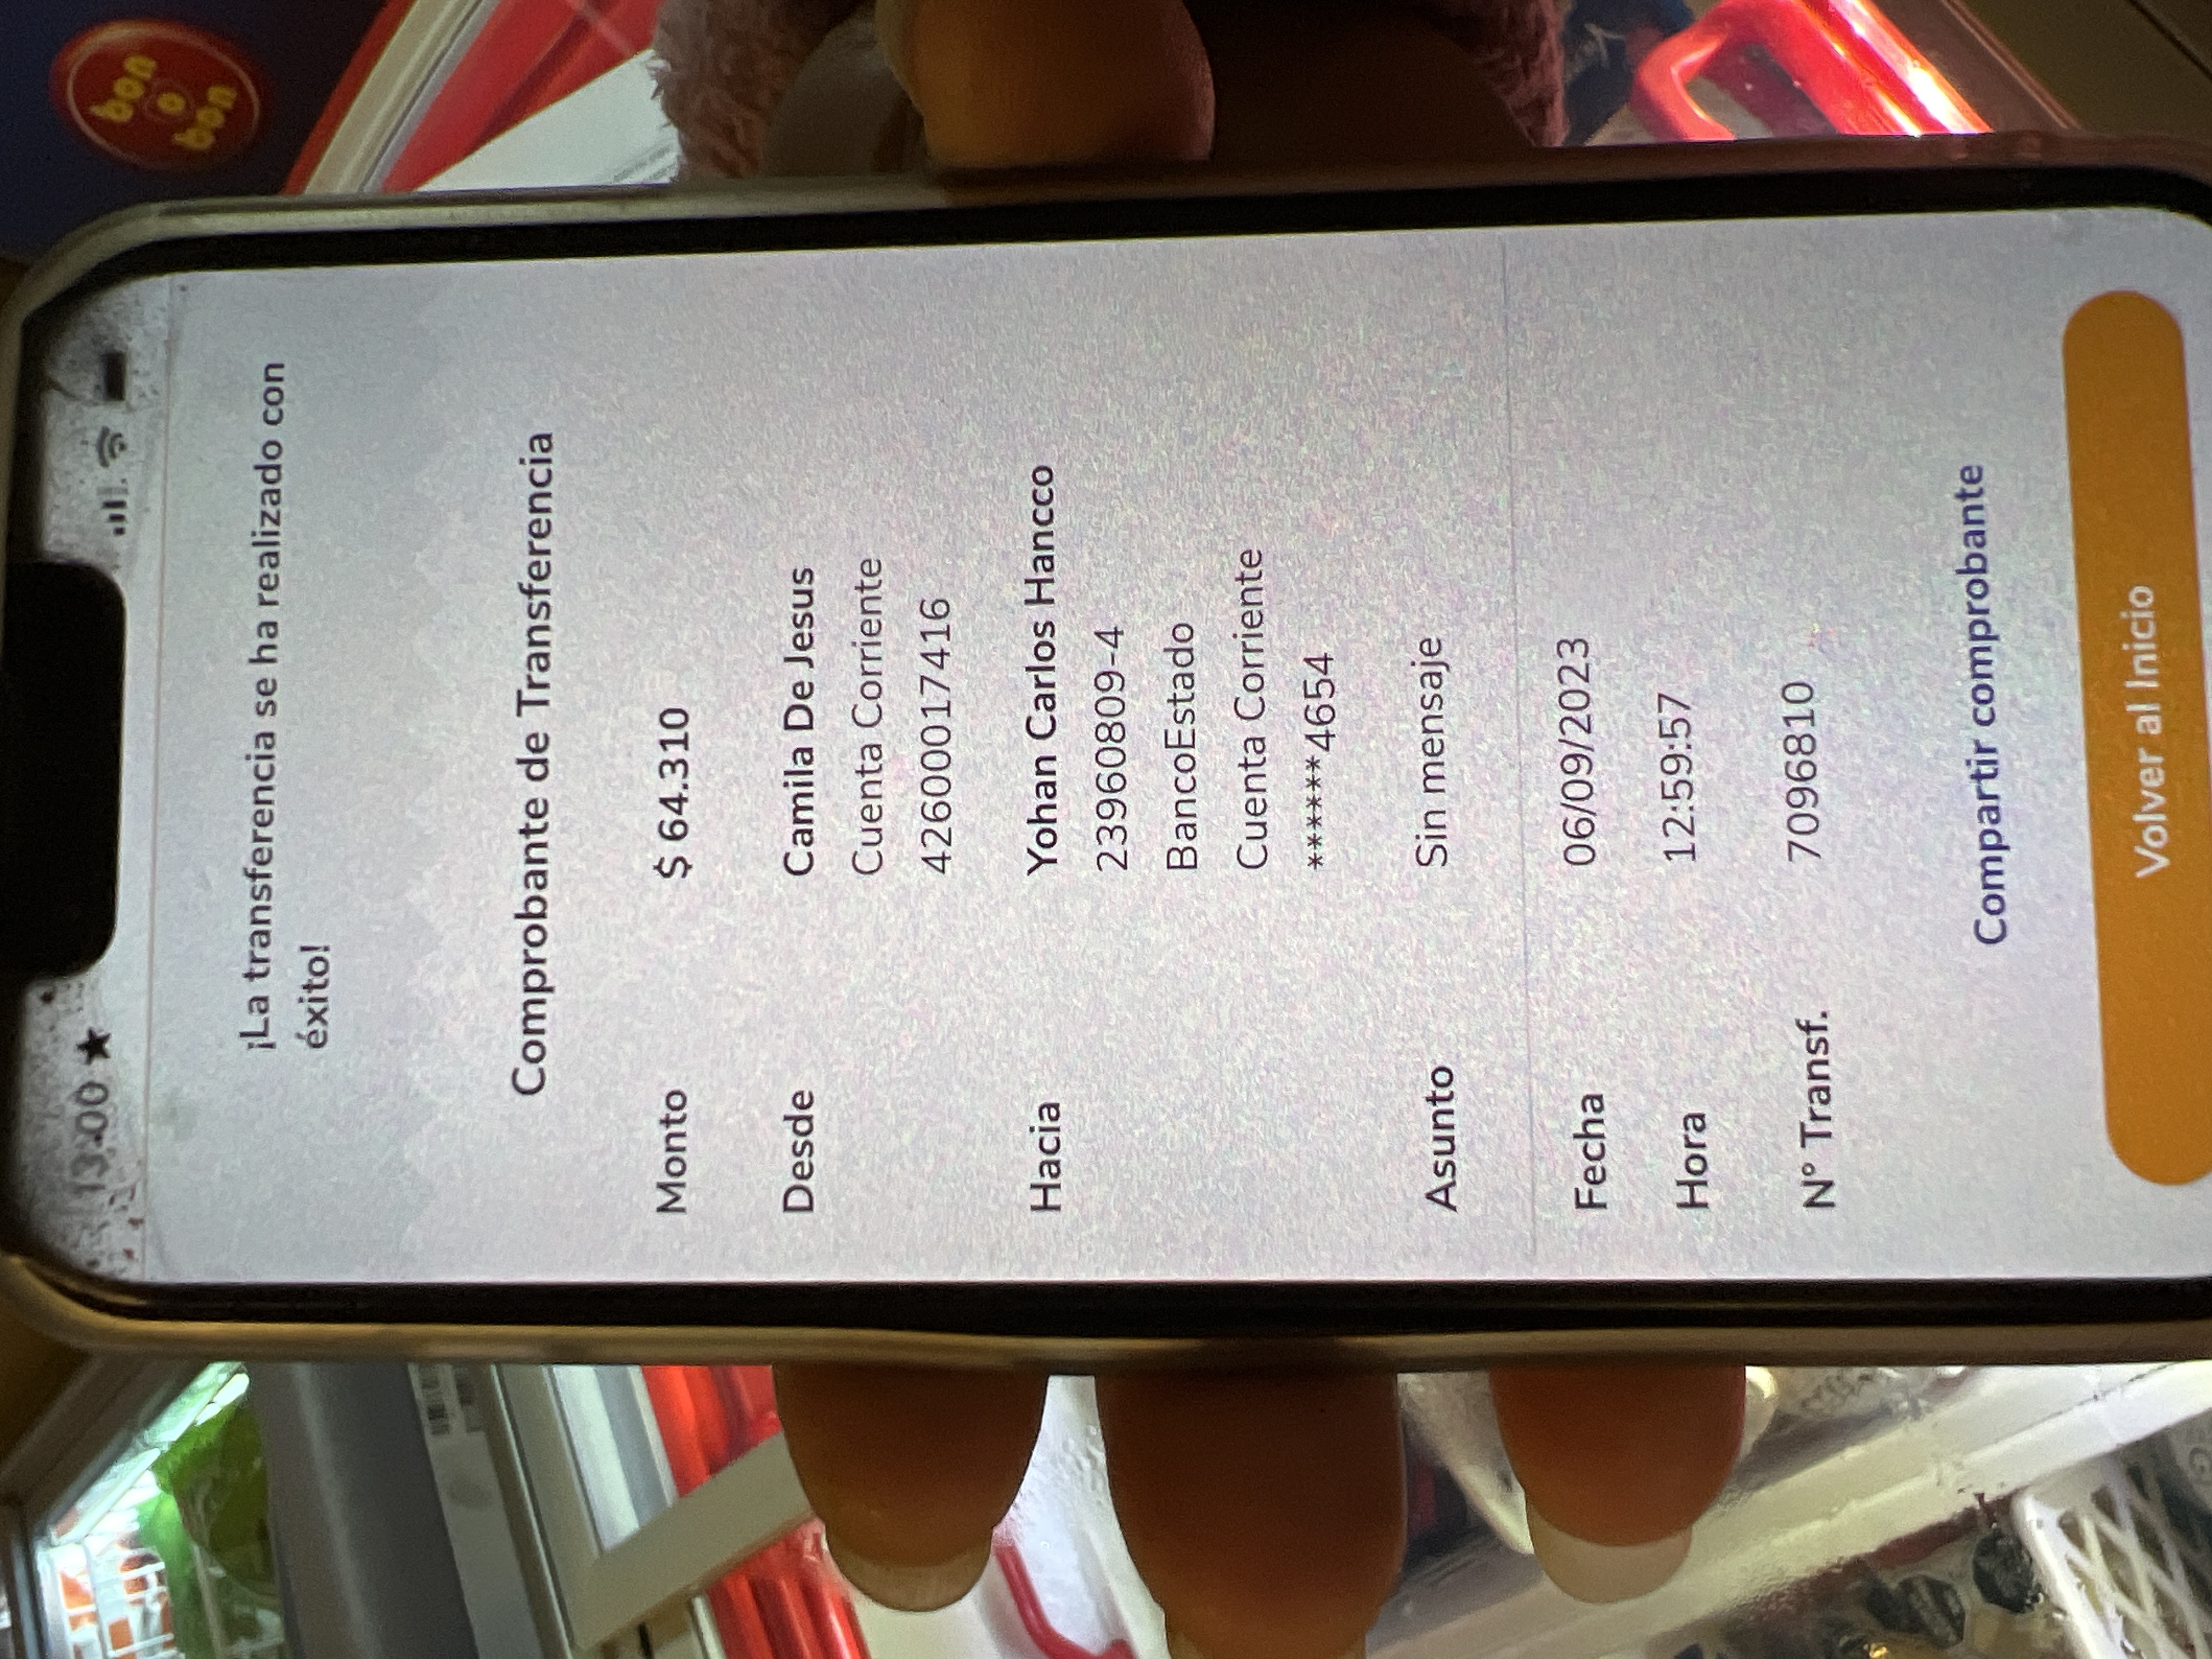 13:00 ★
bon
o
bon
¡La transferencia se ha realizado con
éxito!
Comprobante de Transferencia
Monto $ 64.310
Desde Camila De Jesus
Cuenta Corriente
42600017416
Hacia Yohan Carlos Hancco
23960809-4
BancoEstado
Cuenta Corriente
******4654
Asunto Sin mensaje
Fecha 06/09/2023
Hora 12:59:57
N° Transf. 7096810
Compartir comprobante
Volver al Inicio